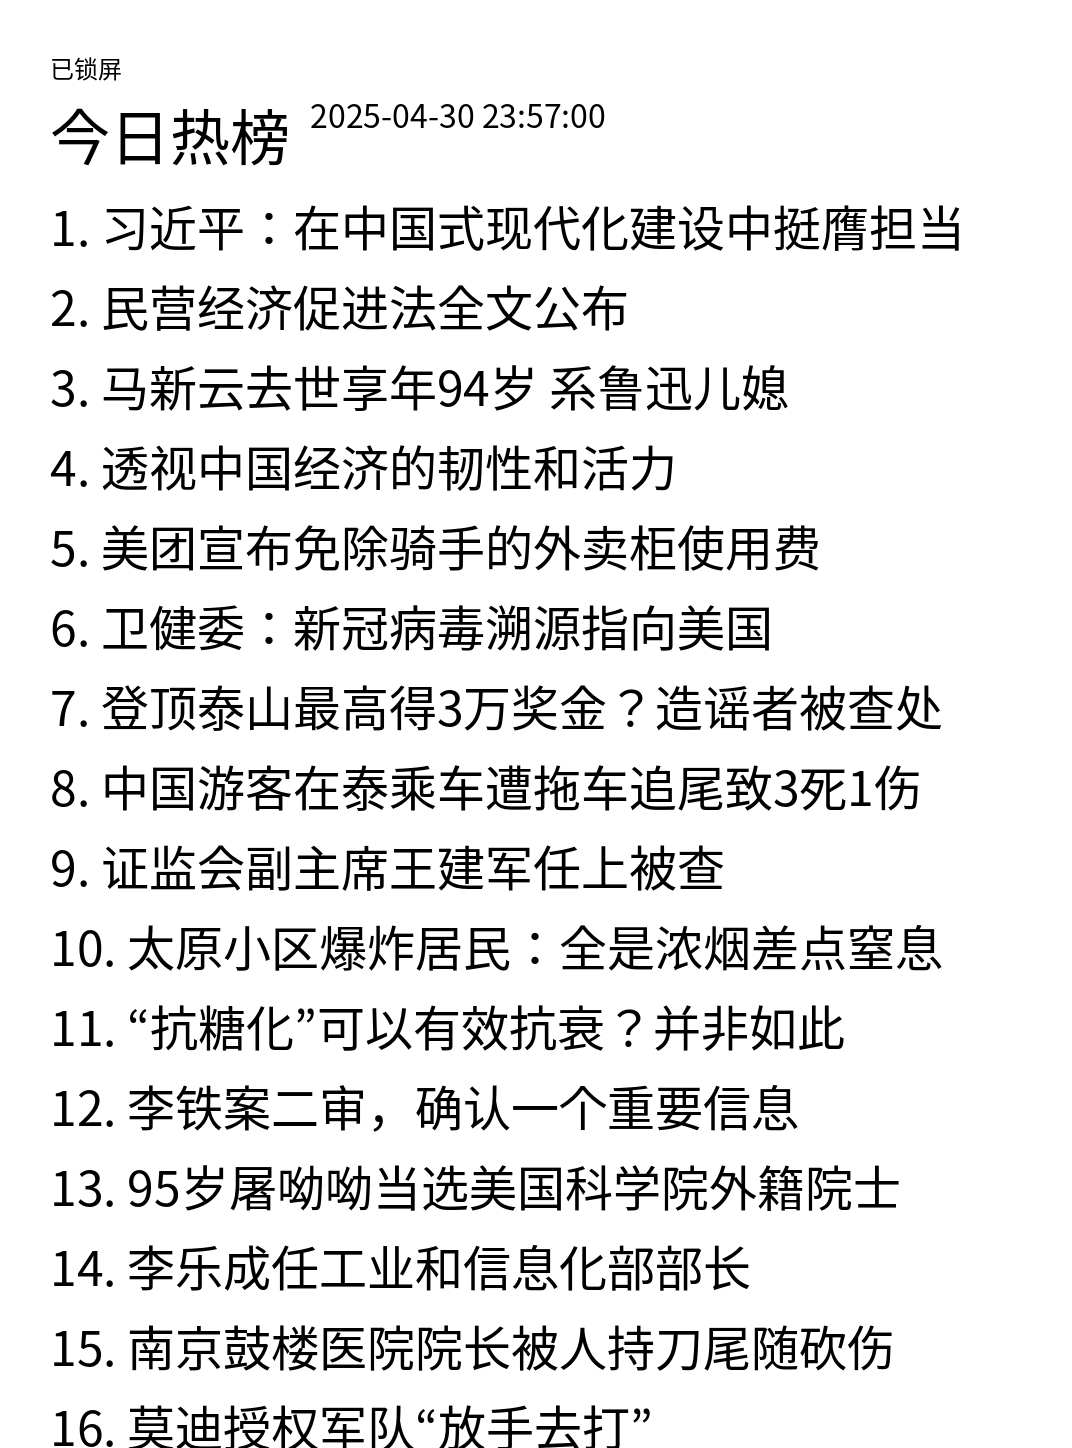 已锁屏
今日热榜 2025-04-30 23:57:00
1. 习近平：在中国式现代化建设中挺膺担当
2. 民营经济促进法全文公布
3. 马新云去世享年94岁 系鲁迅儿媳
4. 透视中国经济的韧性和活力
5. 美团宣布免除骑手的外卖柜使用费
6. 卫健委：新冠病毒溯源指向美国
7. 登顶泰山最高得3万奖金？造谣者被查处
8. 中国游客在泰乘车遭拖车追尾致3死1伤
9. 证监会副主席王建军任上被查
10. 太原小区爆炸居民：全是浓烟差点窒息
11. “抗糖化”可以有效抗衰？并非如此
12. 李铁案二审，确认一个重要信息
13. 95岁屠呦呦当选美国科学院外籍院士
14. 李乐成任工业和信息化部部长
15. 南京鼓楼医院院长被人持刀尾随砍伤
16. 莫迪授权军队“放手去打”